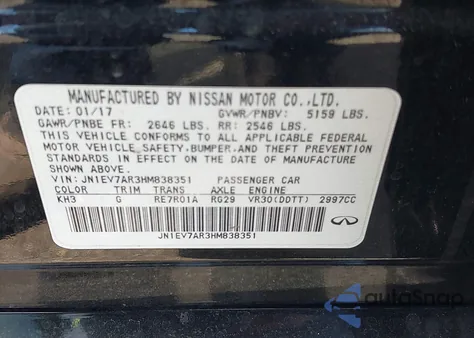 MANUFACTURED BY NISSAN MOTOR CO.,LTD.
DATE: 01/17 GVWR/PNBV: 5159 LBS.
GAWR/PNBE FR: 2646 LBS. RR: 2546 LBS.
THIS VEHICLE CONFORMS TO ALL APPLICABLE FEDERAL
MOTOR VEHICLE SAFETY,BUMPER,AND THEFT PREVENTION
STANDARDS IN EFFECT ON THE DATE OF MANUFACTURE
SHOWN ABOVE.
VIN: JN1EV7AR3HM838351 PASSENGER CAR
COLOR TRIM TRANS AXLE ENGINE
KH3 G RE7R01A RG29 VR30(DDTT) 2997CC
JN1EV7AR3HM838351
INFINITI
autoSnap